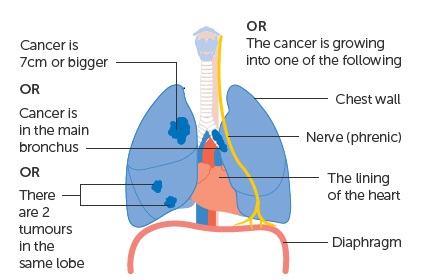 Cancer is
7cm or bigger
OR
Cancer is
in the main
bronchus
OR
There
are 2
tumours
in the
same lobe
OR
The cancer is growing
into one of the following
Chest wall
Nerve (phrenic)
The lining
of the heart
Diaphragm